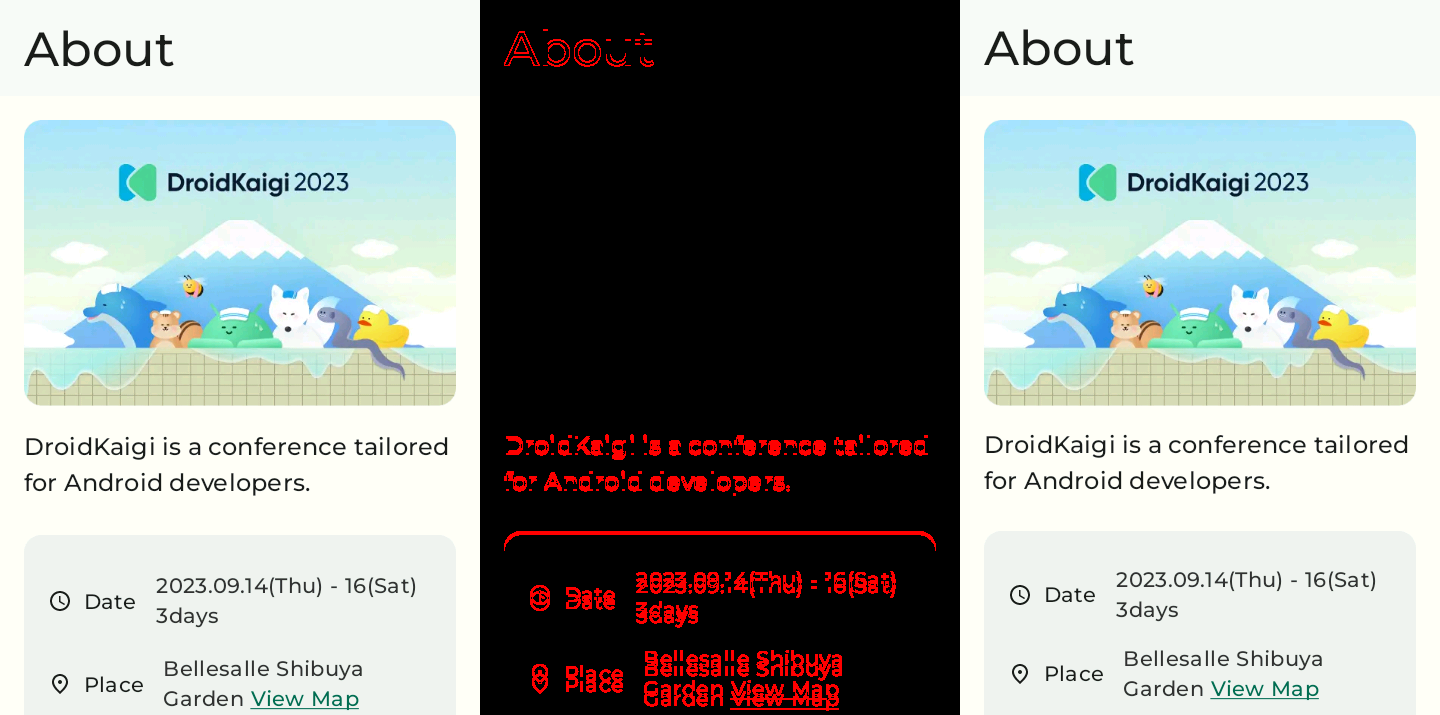 About
DroidKaigi 2023
DroidKaigi is a conference tailored
for Android developers.
Date
2023.09.14(Thu) - 16(Sat)
3days
Place
Bellesalle Shibuya
Garden View Map
About
DroidKaigi is a conference tailored
for Android developers.
Date
2023.09.14(Thu) - 16(Sat)
3days
Place
Bellesalle Shibuya
Garden View Map
About
DroidKaigi 2023
DroidKaigi is a conference tailored
for Android developers.
Date
2023.09.14(Thu) - 16(Sat)
3days
Place
Bellesalle Shibuya
Garden View Map